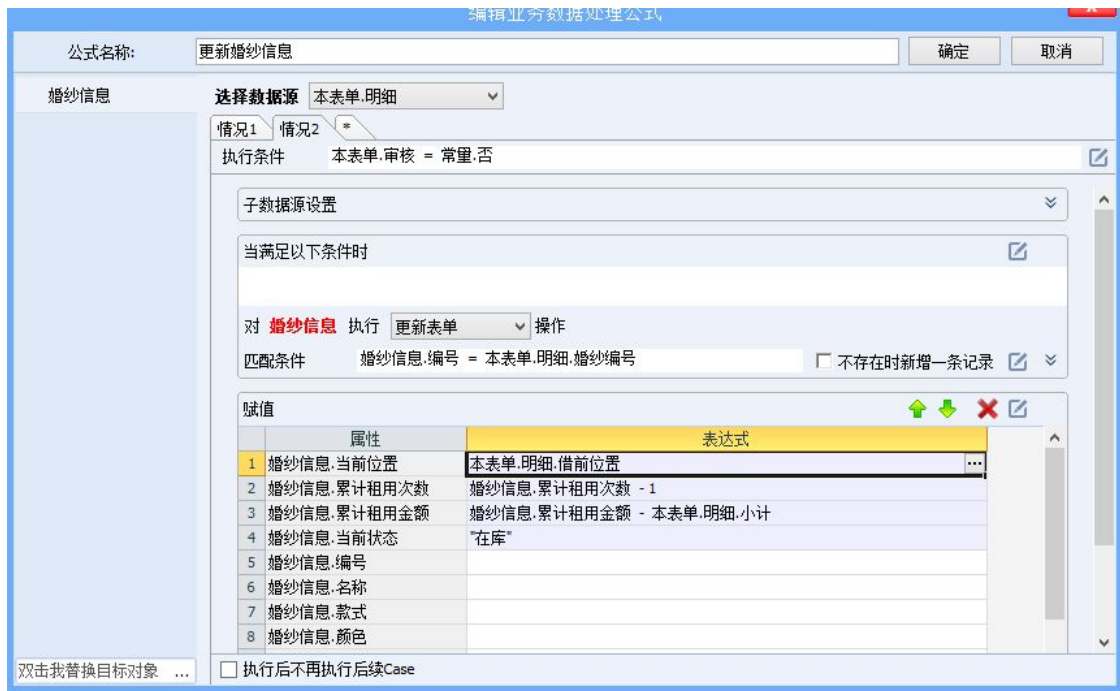 编辑业务数据处理公式
公式名称: 更新婚纱信息 确定 取消
婚纱信息 选择数据源 本表单.明细
情况1 情况2 *
执行条件 本表单.审核 = 常量.否
子数据源设置
当满足以下条件时
对 婚纱信息 执行 更新表单 操作
匹配条件 婚纱信息.编号 = 本表单.明细.婚纱编号 不存在时新增一条记录
赋值
属性 表达式
1 婚纱信息.当前位置 本表单.明细.借前位置 ...
2 婚纱信息.累计租用次数 婚纱信息.累计租用次数 - 1
3 婚纱信息.累计租用金额 婚纱信息.累计租用金额 - 本表单.明细.小计
4 婚纱信息.当前状态 "在库"
5 婚纱信息.编号
6 婚纱信息.名称
7 婚纱信息.款式
8 婚纱信息.颜色
双击我替换目标对象 ... 执行后不再执行后续Case